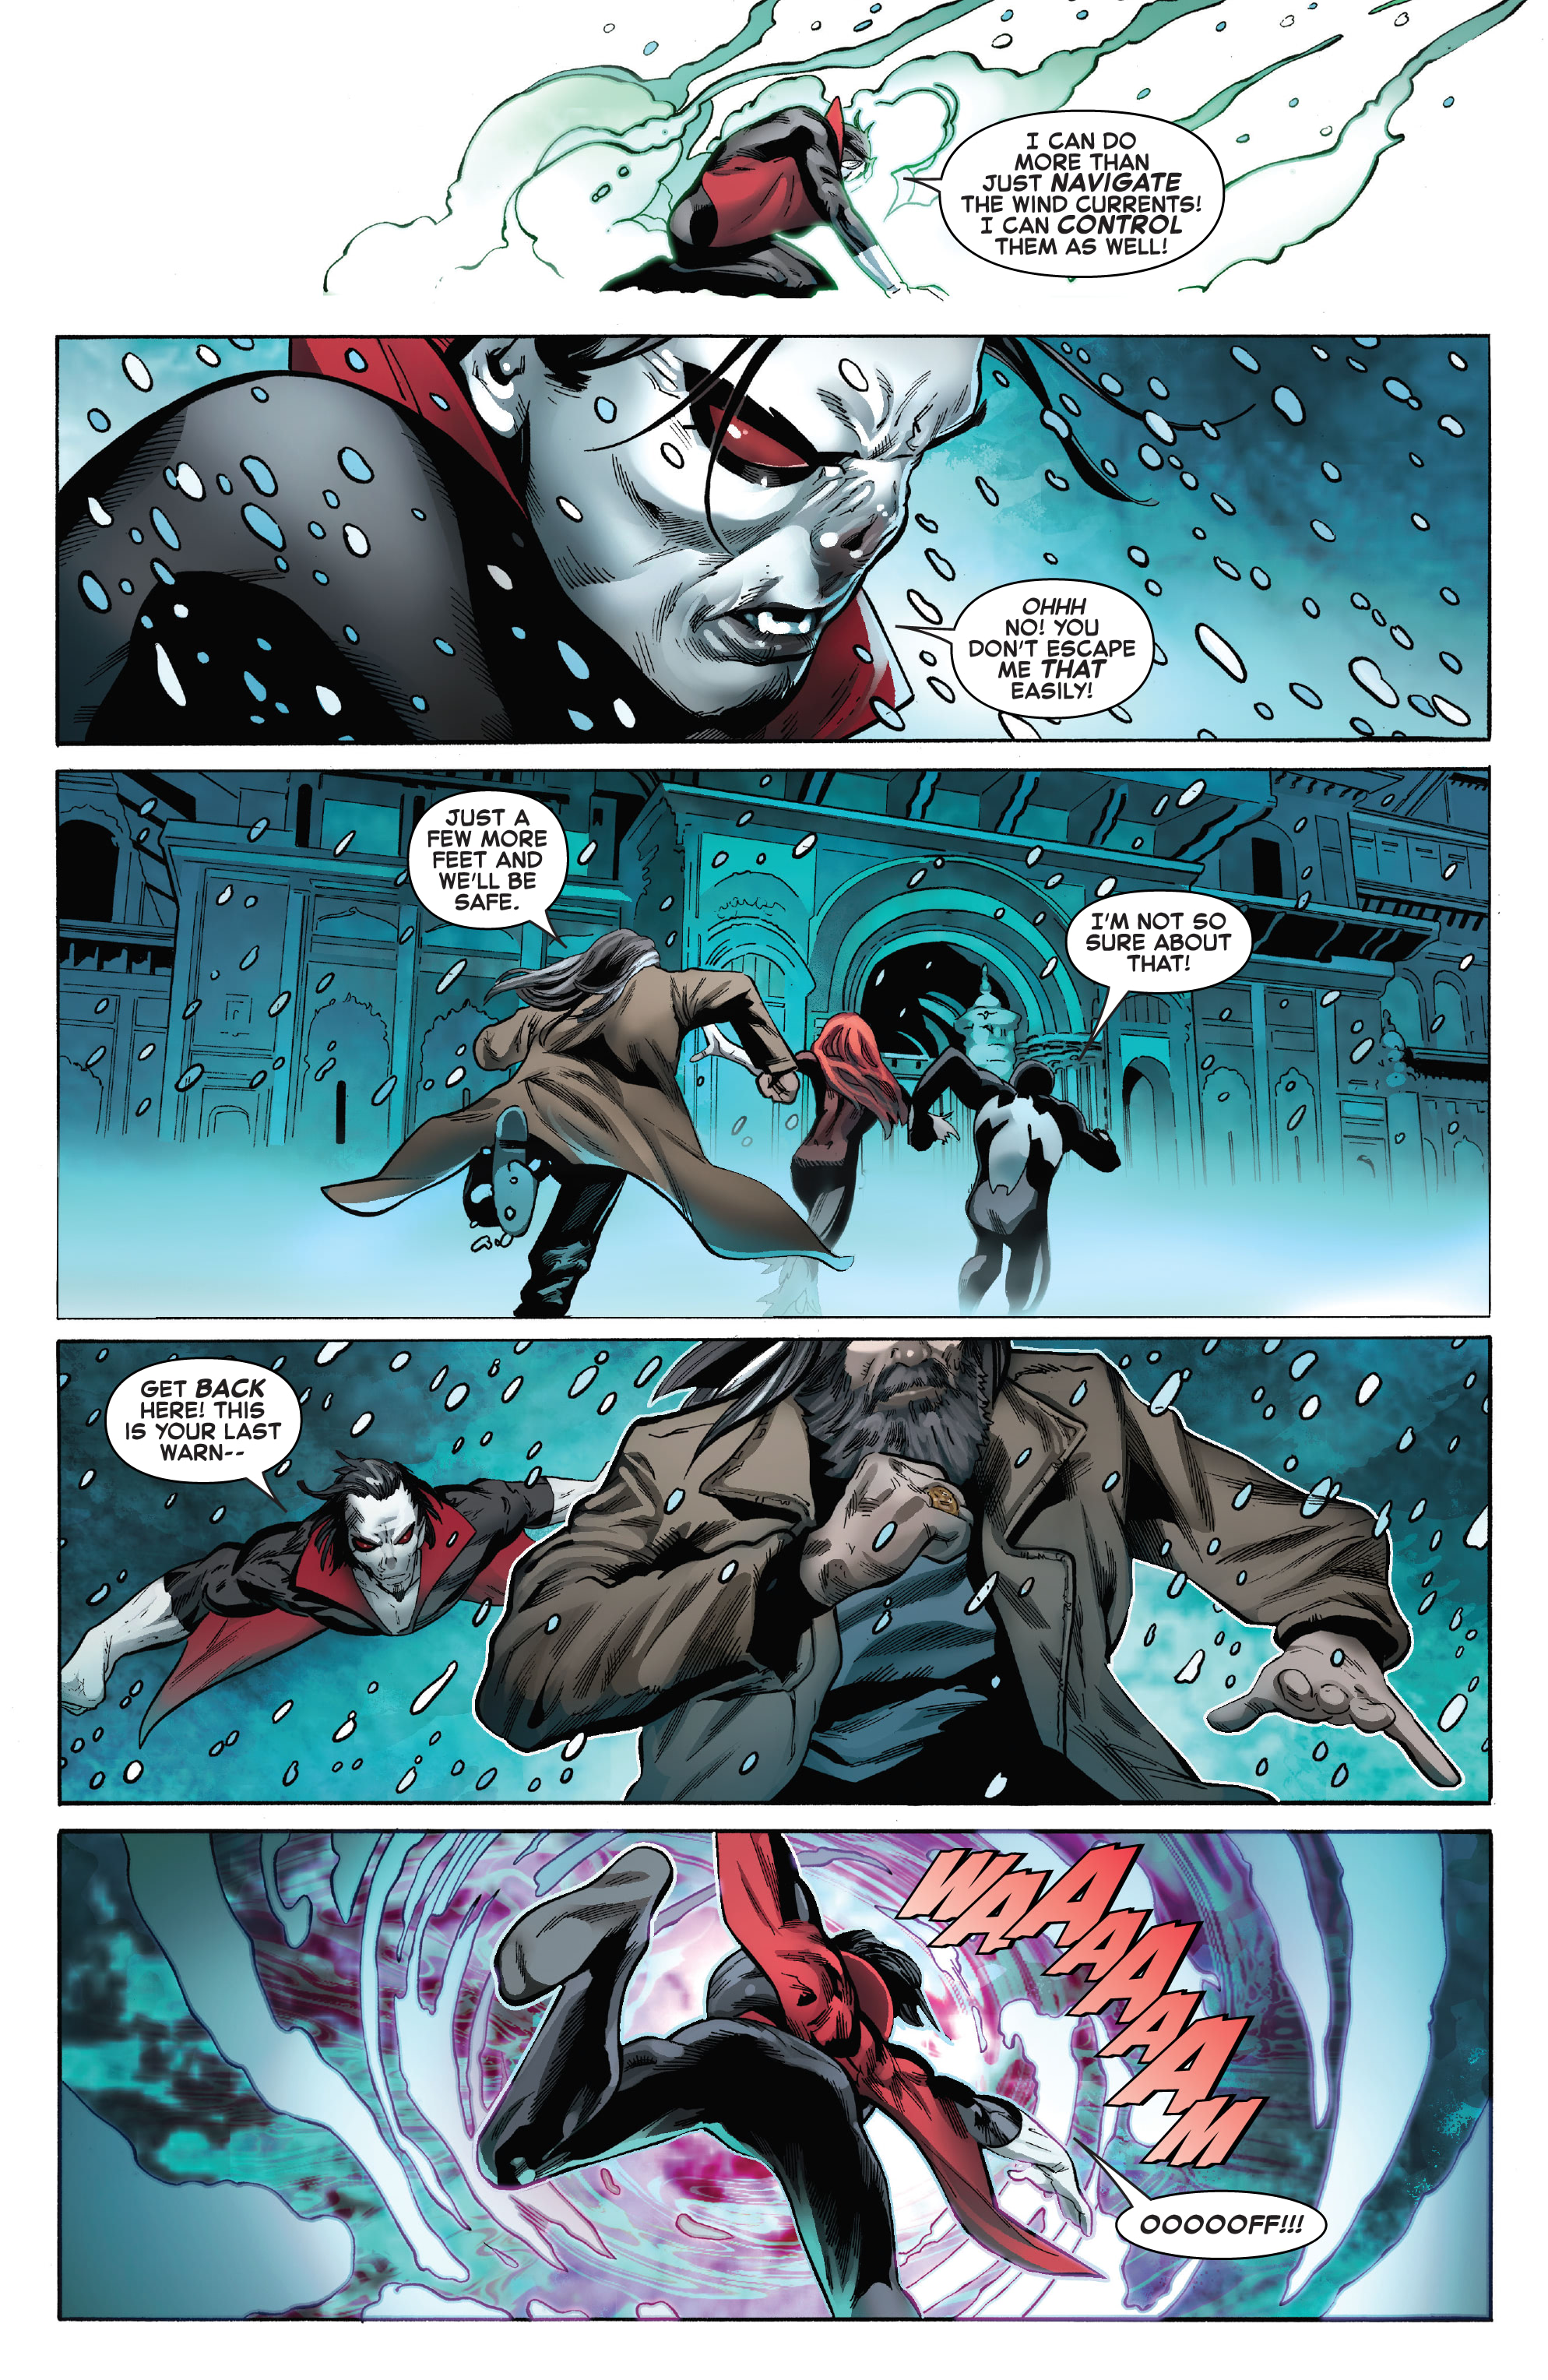 I CAN DO
MORE THAN
JUST NAVIGATE
THE WIND CURRENTS!
I CAN CONTROL
THEM AS WELL!
OHHH
NO! YOU
DON'T ESCAPE
ME THAT
EASILY!
JUST A
FEW MORE
FEET AND
WE'LL BE
SAFE.
I'M NOT SO
SURE ABOUT
THAT!
GET BACK
HERE! THIS
IS YOUR LAST
WARN--
WAAAAAAAAM
OOOOOFF!!!